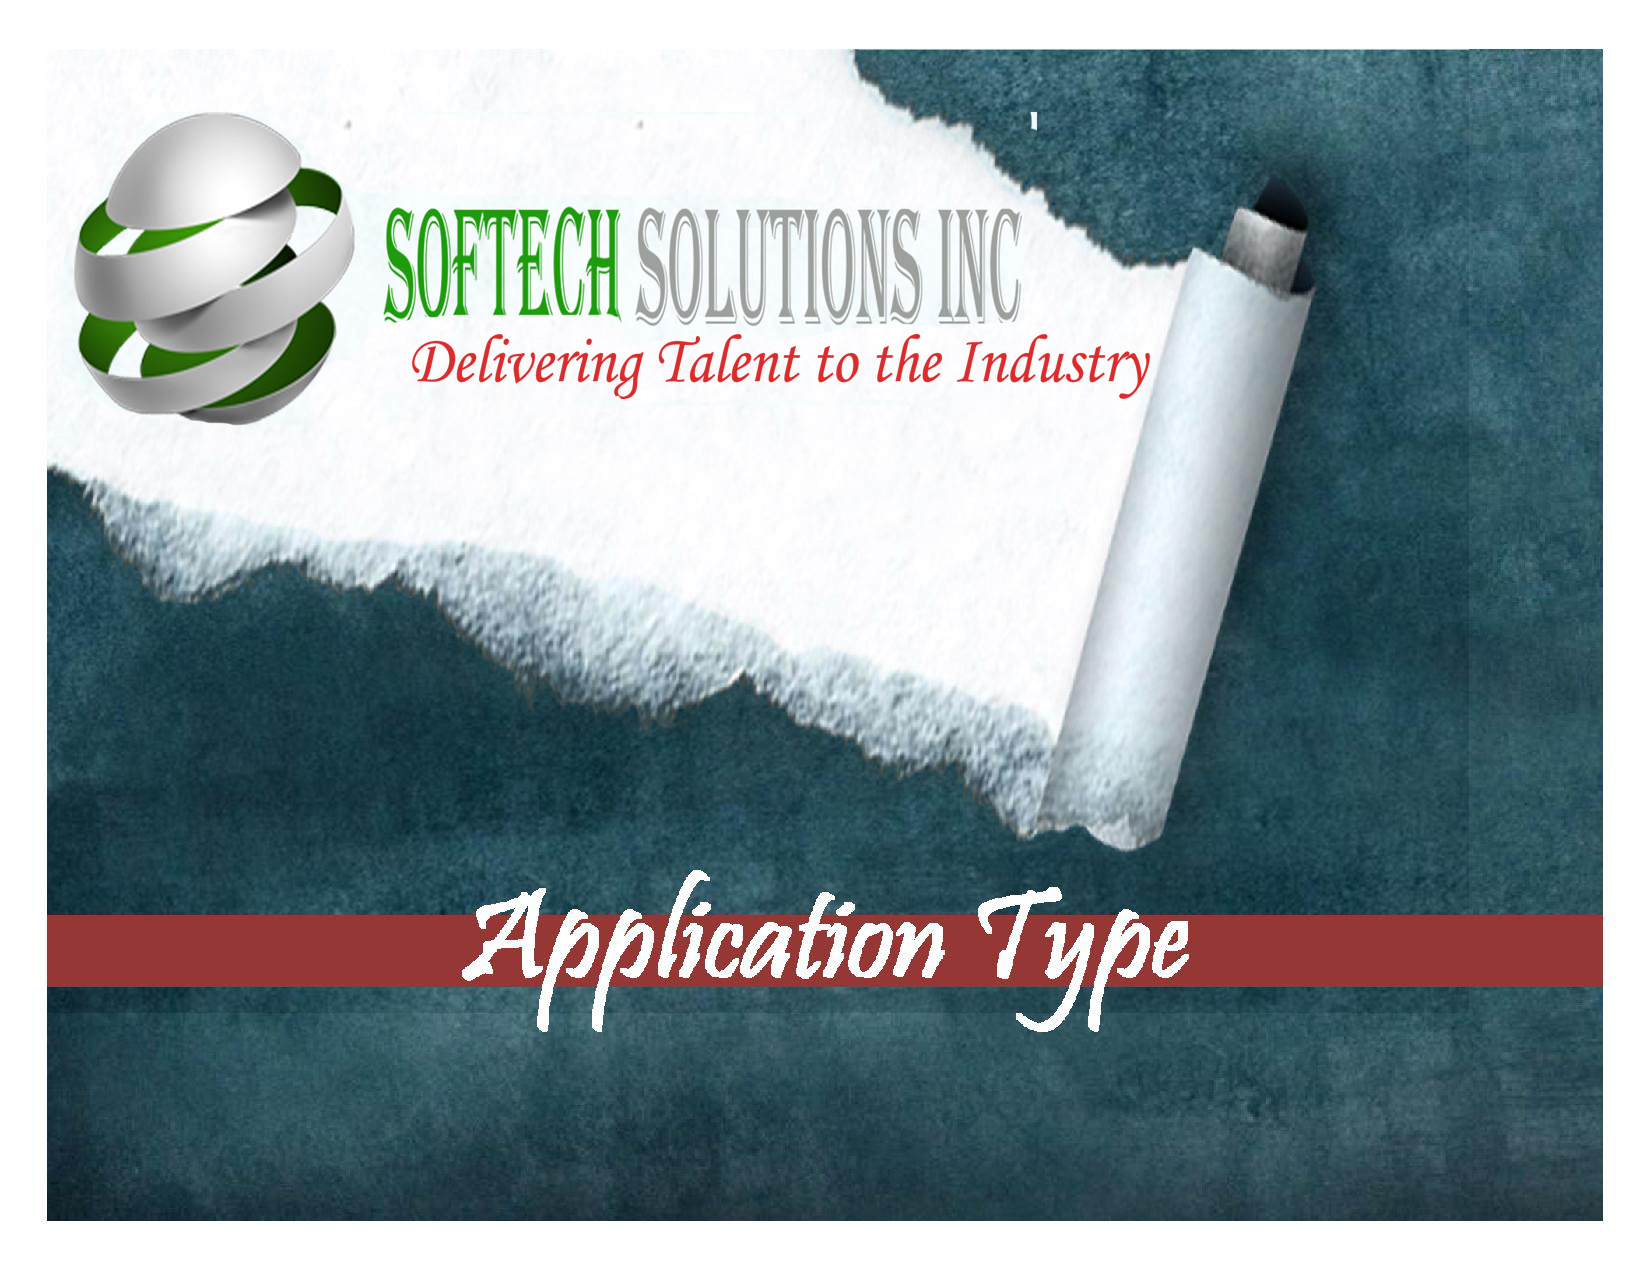 SOFTECH SOLUTIONS INC
Delivering Talent to the Industry
Application Type